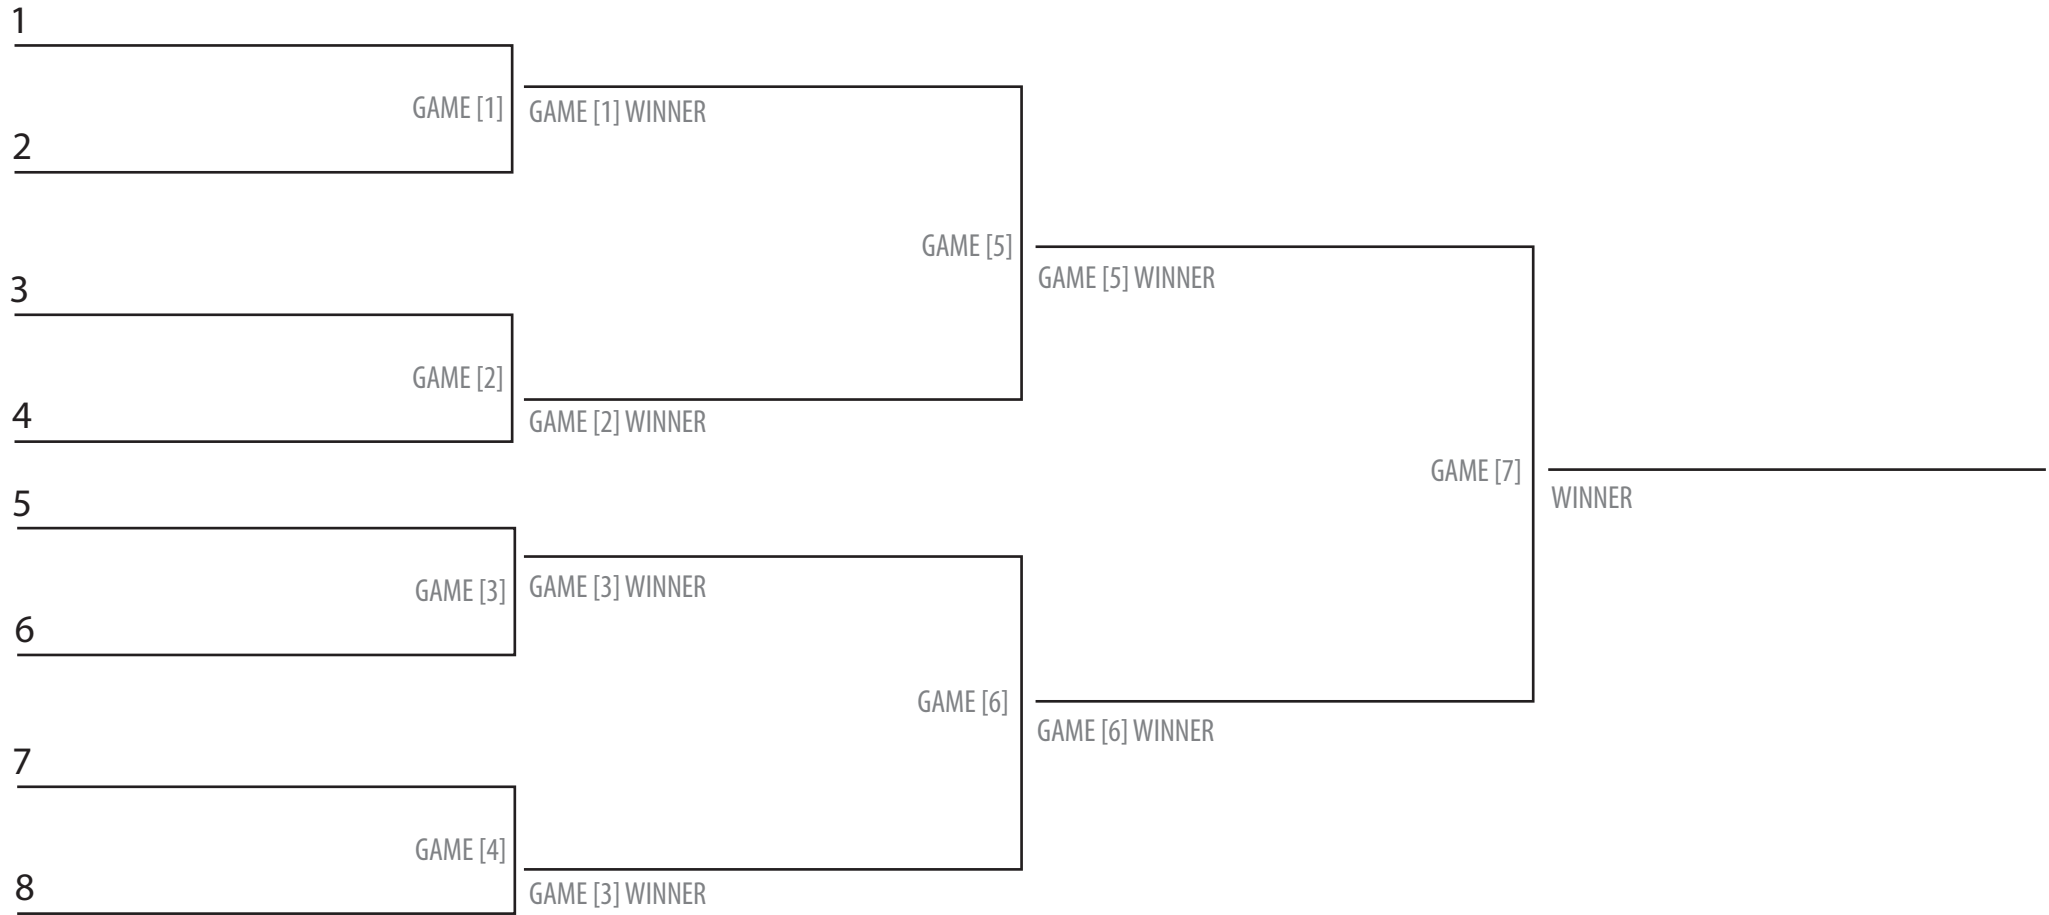 1
GAME [1]
GAME [1] WINNER
2
GAME [5]
GAME [5] WINNER
3
GAME [2]
GAME [2] WINNER
4
GAME [7]
WINNER
5
GAME [3]
GAME [3] WINNER
6
GAME [6]
GAME [6] WINNER
7
GAME [4]
GAME [3] WINNER
8